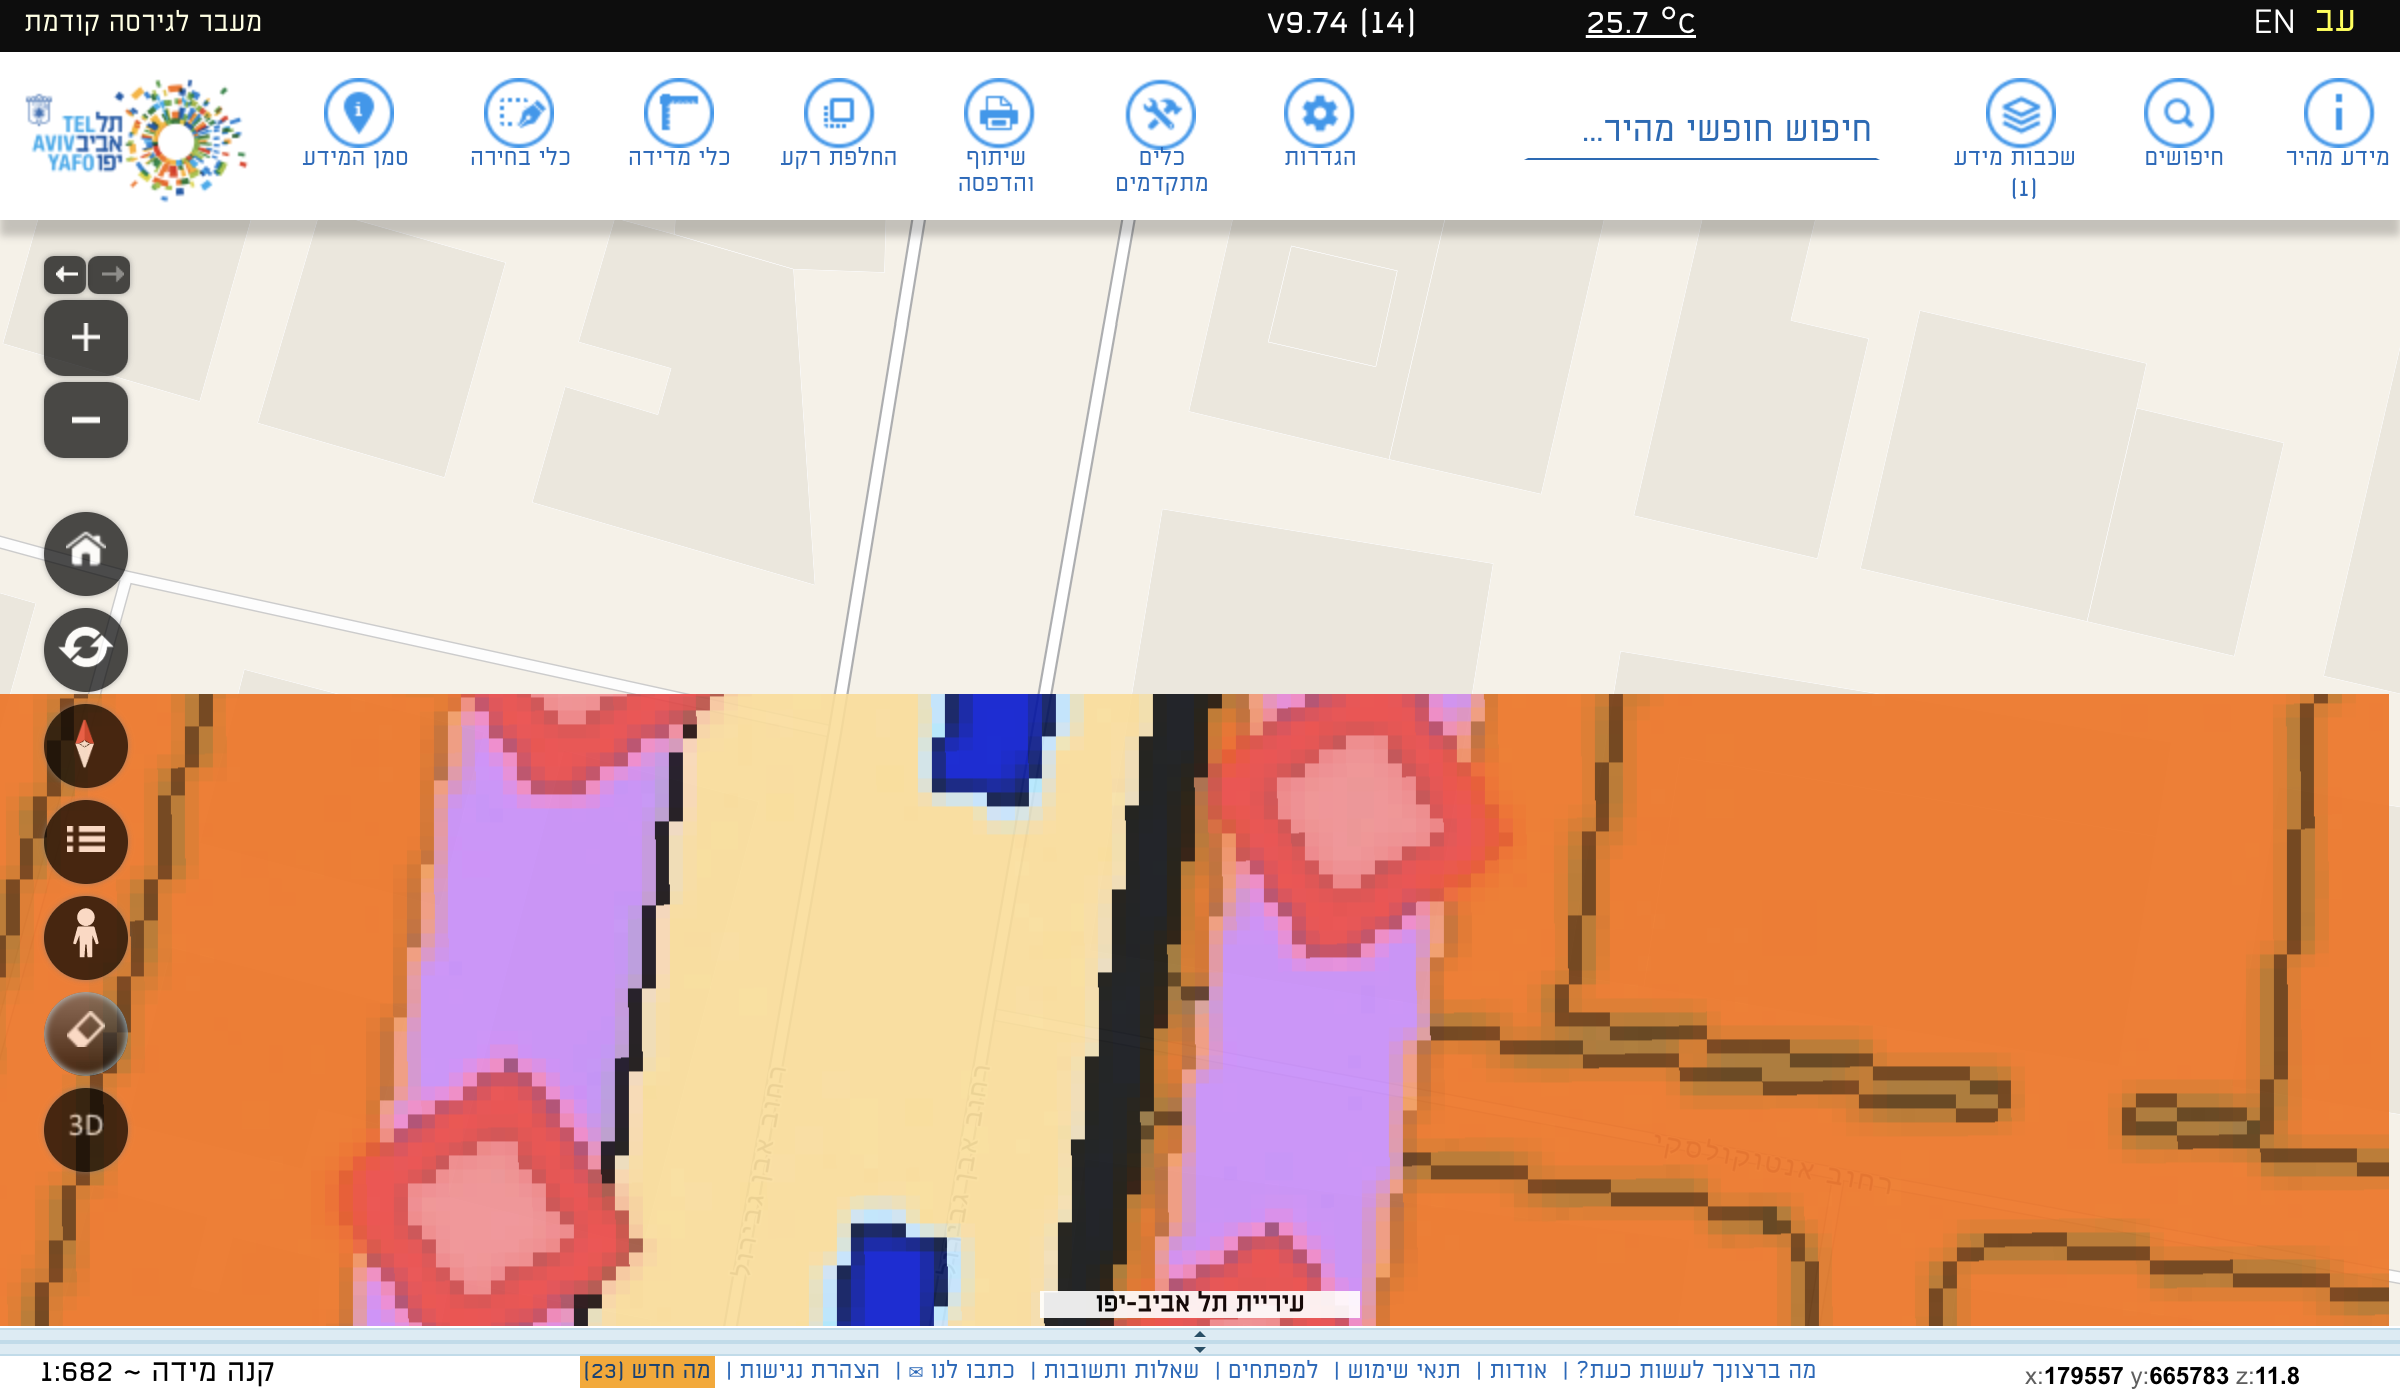 עב
EN
25.7 °C
V9.74 (14)
מעבר לגירסה קודמת
מידע מהיר
חיפושים
שכבות מידע
(1)
חיפוש חופשי מהיר...
הגדרות
כלים
מתקדמים
שיתוף
והדפסה
החלפת רקע
כלי מדידה
כלי בחירה
סמן המידע
תל TEL
אביב AVIV
יפו YAFO
3D
רחוב אבן גבירול
רחוב אבן גבירול
רחוב אנטוקולסקי
עיריית תל אביב-יפו
x:179557 y:665783 z:11.8
מה ברצונך לעשות כעת? | אודות | תנאי שימוש | למפתחים | שאלות ותשובות | כתבו לנו ✉ | הצהרת נגישות | מה חדש (23)
קנה מידה ~ 1:682